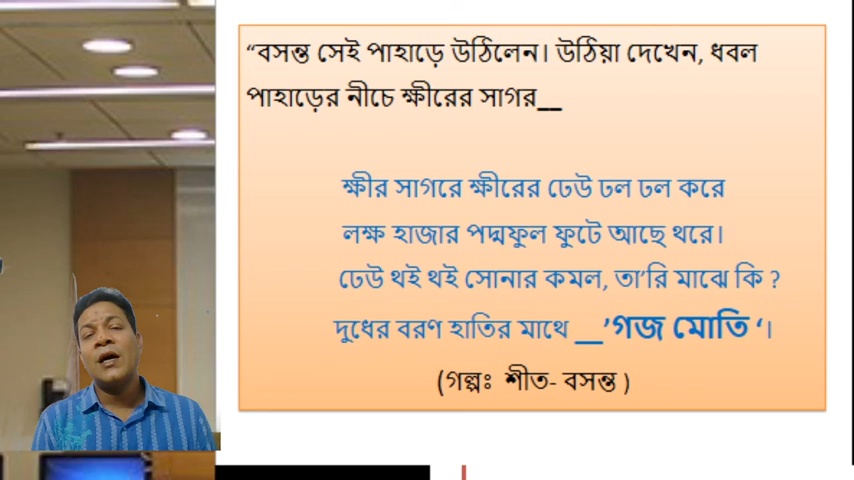 “বসন্ত সেই পাহাড়ে উঠিলেন। উঠিয়া দেখেন, ধবল
পাহাড়ের নীচে ক্ষীরের সাগর__
ক্ষীর সাগরে ক্ষীরের ঢেউ ঢল ঢল করে
লক্ষ হাজার পদ্মফুল ফুটে আছে থরে।
ঢেউ থই থই সোনার কমল, তা’রি মাঝে কি ?
দুধের বরণ হাতির মাথে __’গজ মোতি ‘।
(গল্পঃ শীত- বসন্ত )